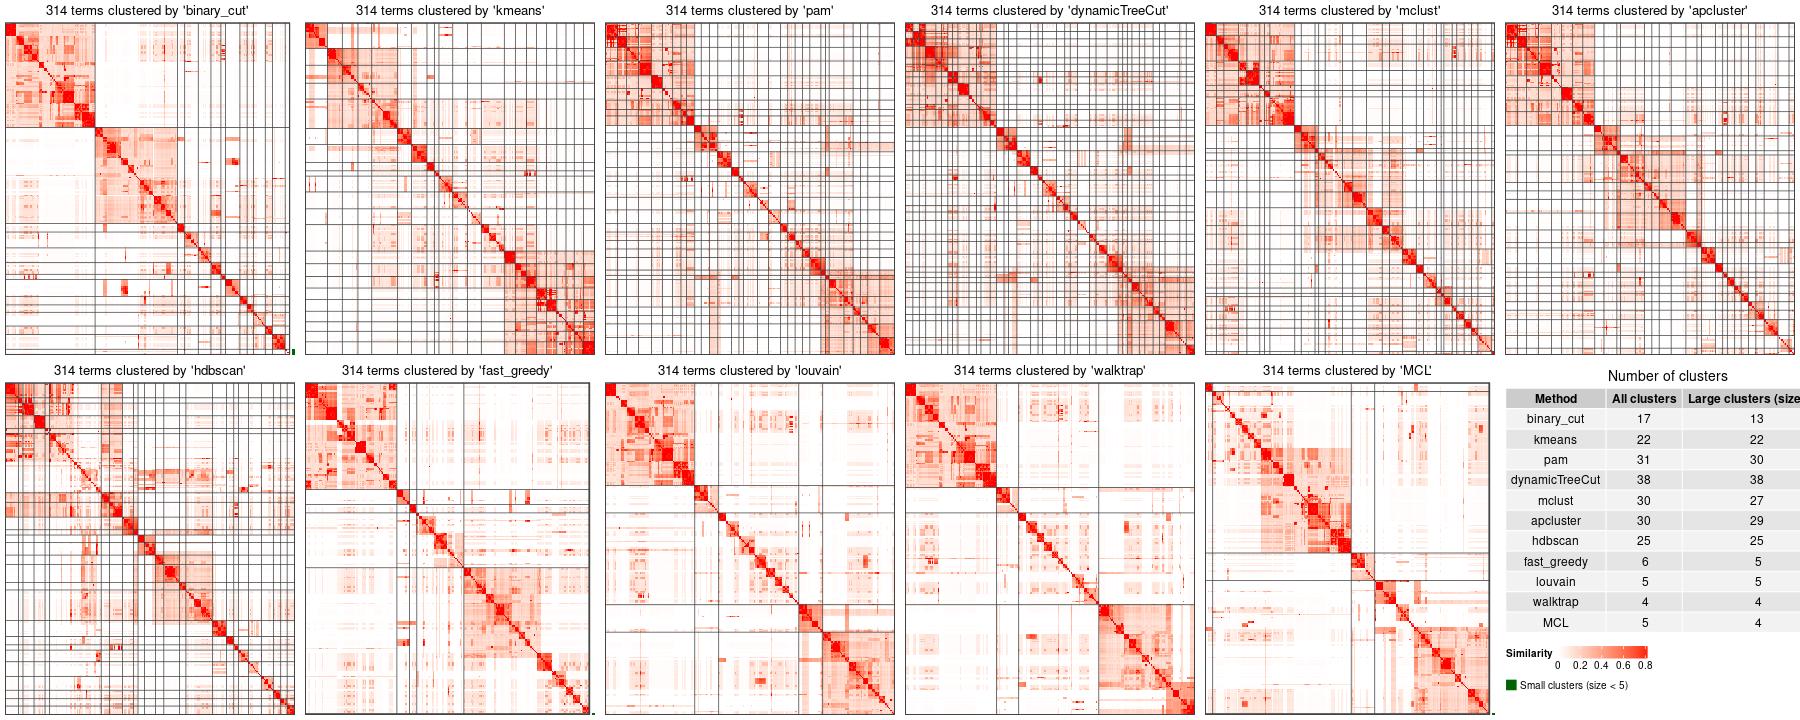 314 terms clustered by 'binary_cut'
314 terms clustered by 'kmeans'
314 terms clustered by 'pam'
314 terms clustered by 'dynamicTreeCut'
314 terms clustered by 'mclust'
314 terms clustered by 'apcluster'
314 terms clustered by 'hdbscan'
314 terms clustered by 'fast_greedy'
314 terms clustered by 'louvain'
314 terms clustered by 'walktrap'
314 terms clustered by 'MCL'
Number of clusters
Method All clusters Large clusters (size
binary_cut 17 13
kmeans 22 22
pam 31 30
dynamicTreeCut 38 38
mclust 30 27
apcluster 30 29
hdbscan 25 25
fast_greedy 6 5
louvain 5 5
walktrap 4 4
MCL 5 4
Similarity
0 0.2 0.4 0.6 0.8
Small clusters (size < 5)